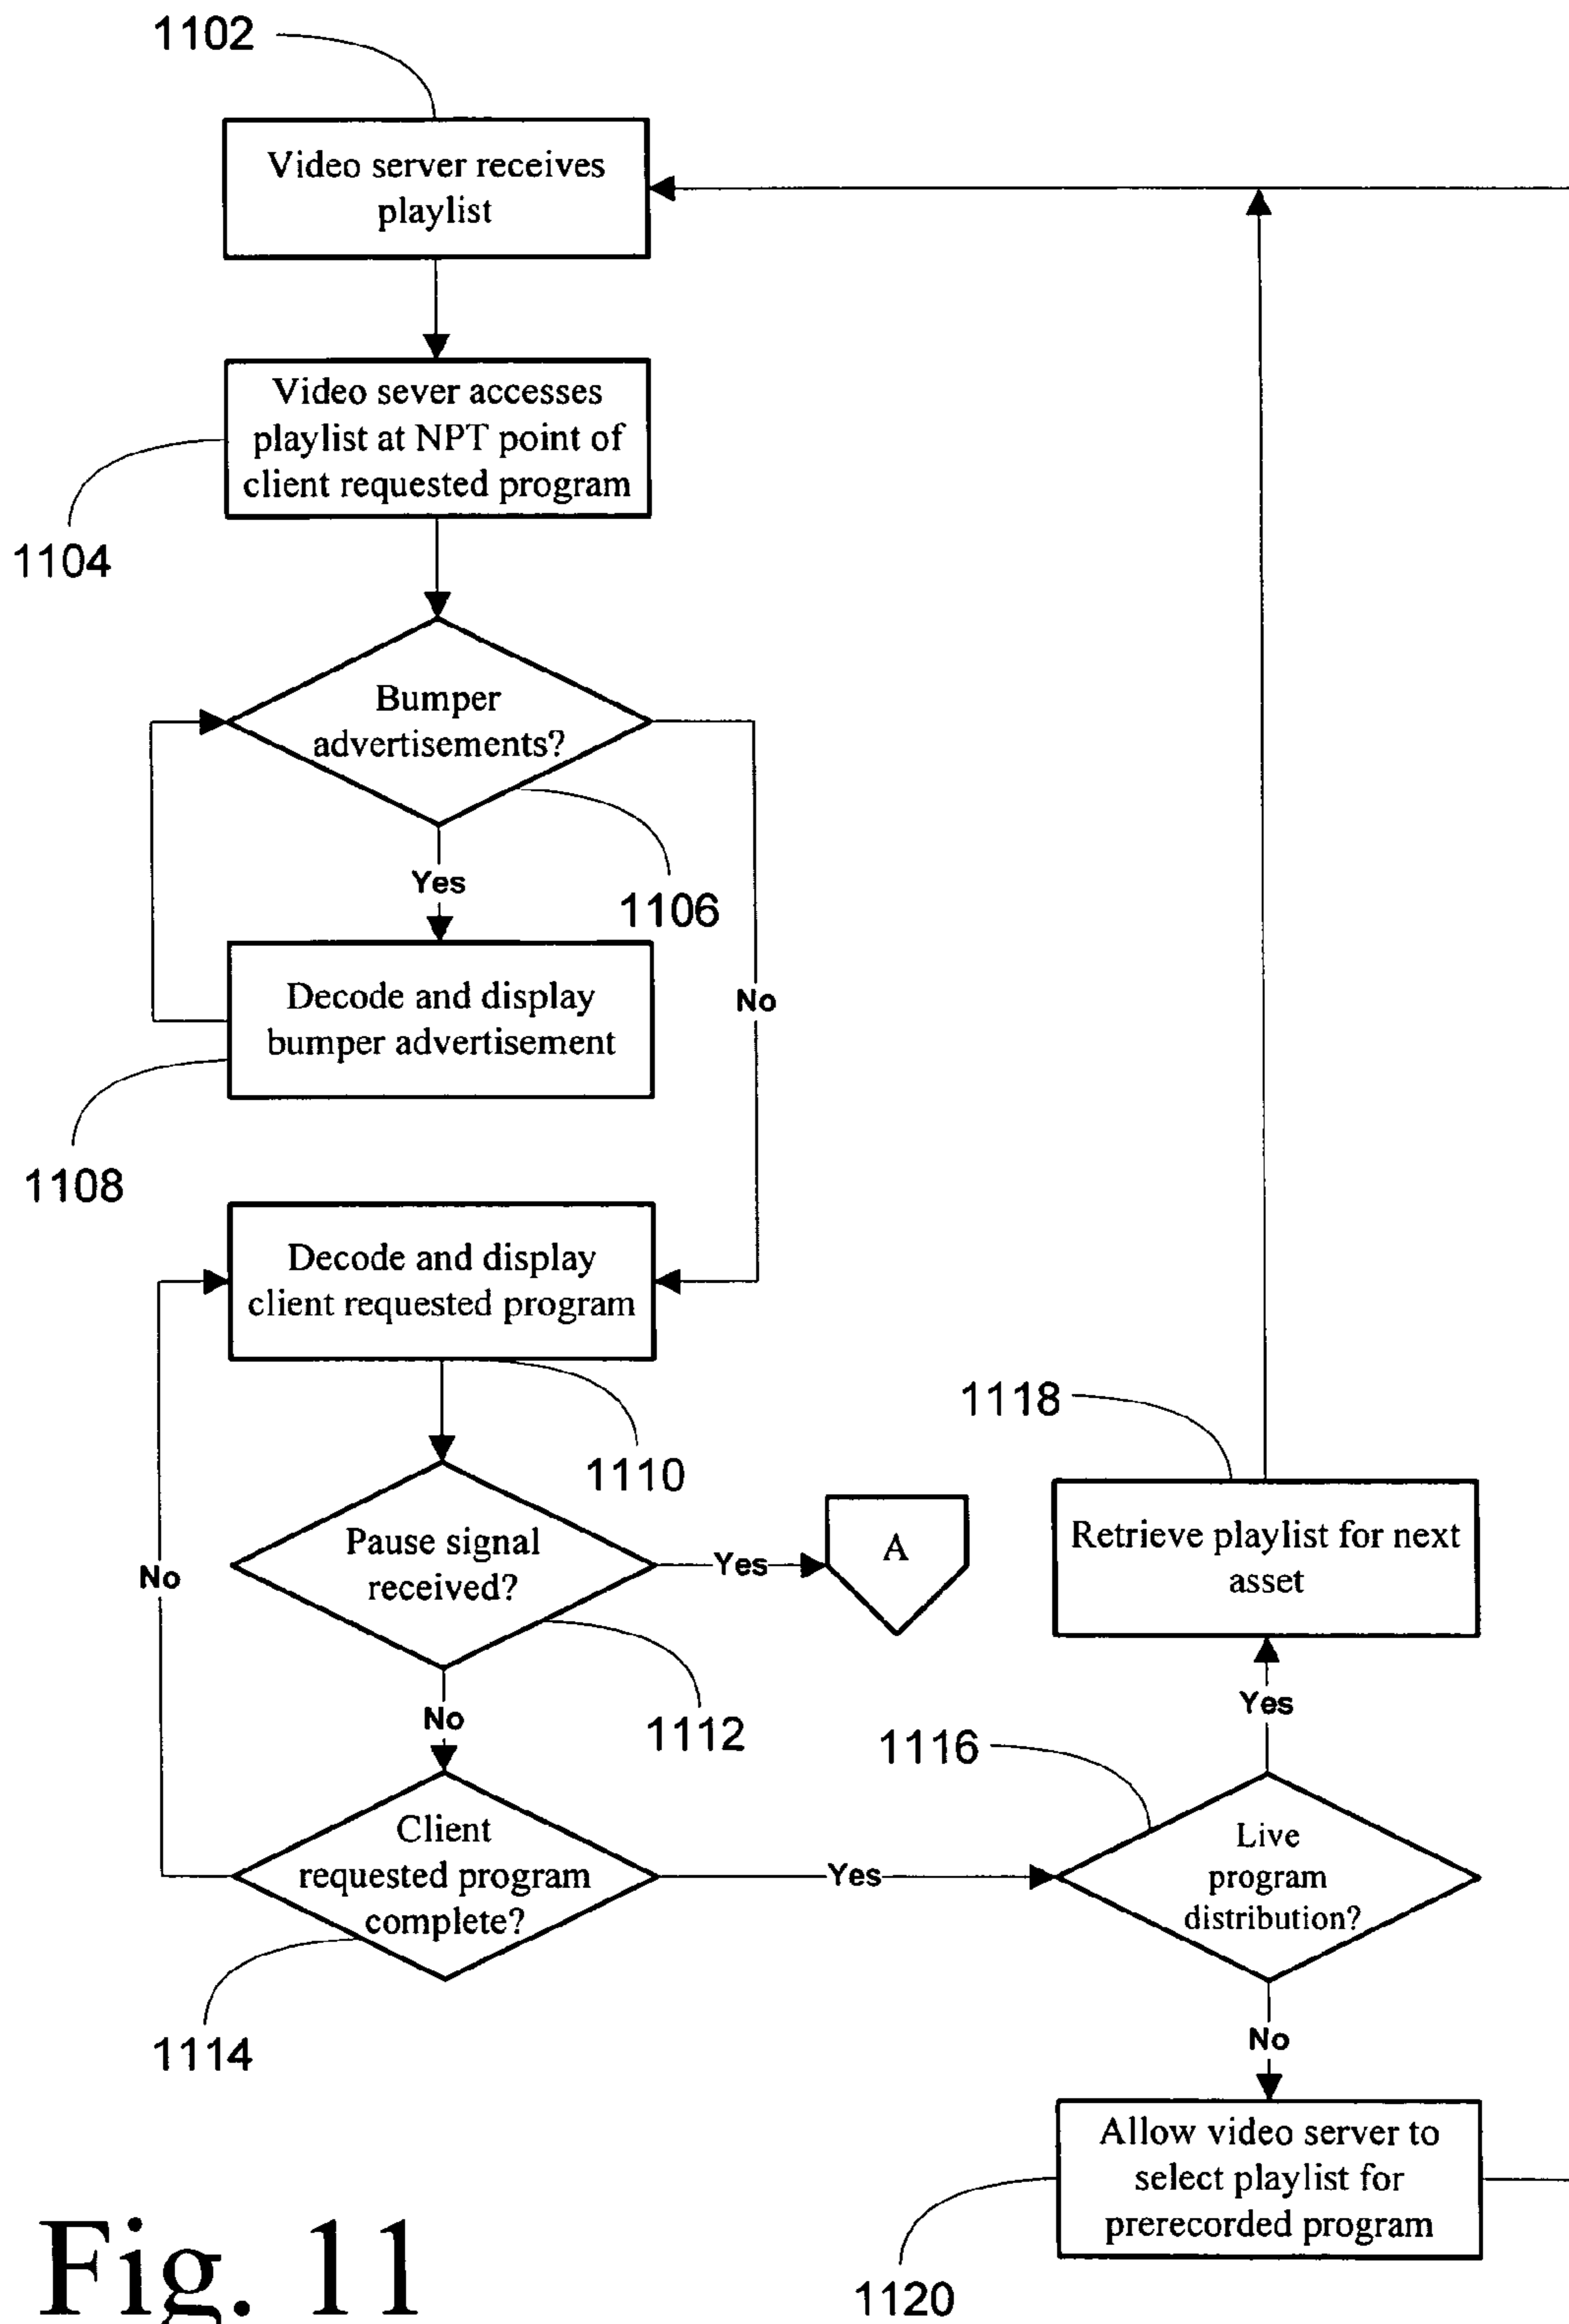 1102
Video server receives
playlist
Video sever accesses
playlist at NPT point of
client requested program
1104
Bumper
advertisements?
Yes
1106
Decode and display
bumper advertisement
No
1108
Decode and display
client requested program
1110
1118
Pause signal
received?
Yes
A
Retrieve playlist for next
asset
No
No
1112
Yes
1116
Client
requested program
complete?
Yes
Live
program
distribution?
1114
No
Allow video server to
select playlist for
prerecorded program
1120
Fig. 11